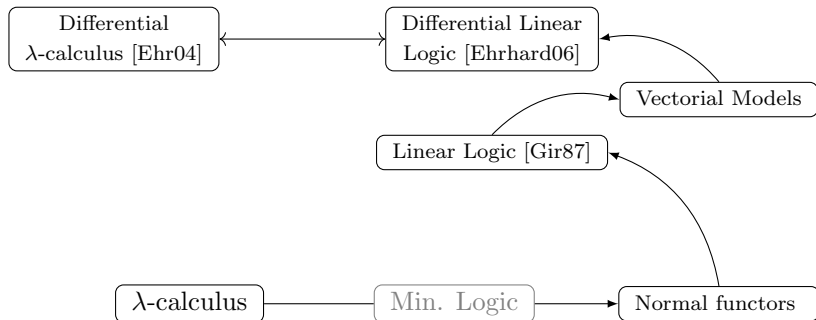 Differential
λ-calculus [Ehr04]
Differential Linear
Logic [Ehrhard06]
Vectorial Models
Linear Logic [Gir87]
λ-calculus
Min. Logic
Normal functors